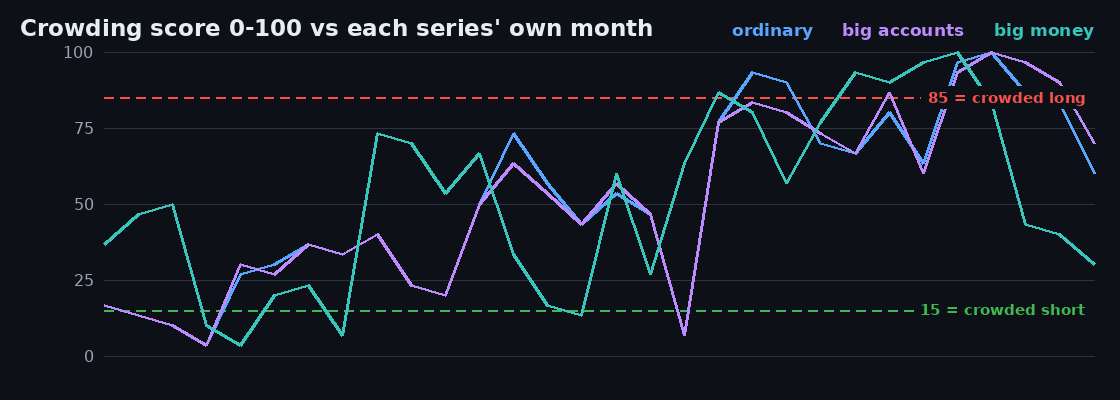 Crowding score 0-100 vs each series' own month
ordinary big accounts big money
100
85 = crowded long
75
50
25
15 = crowded short
0